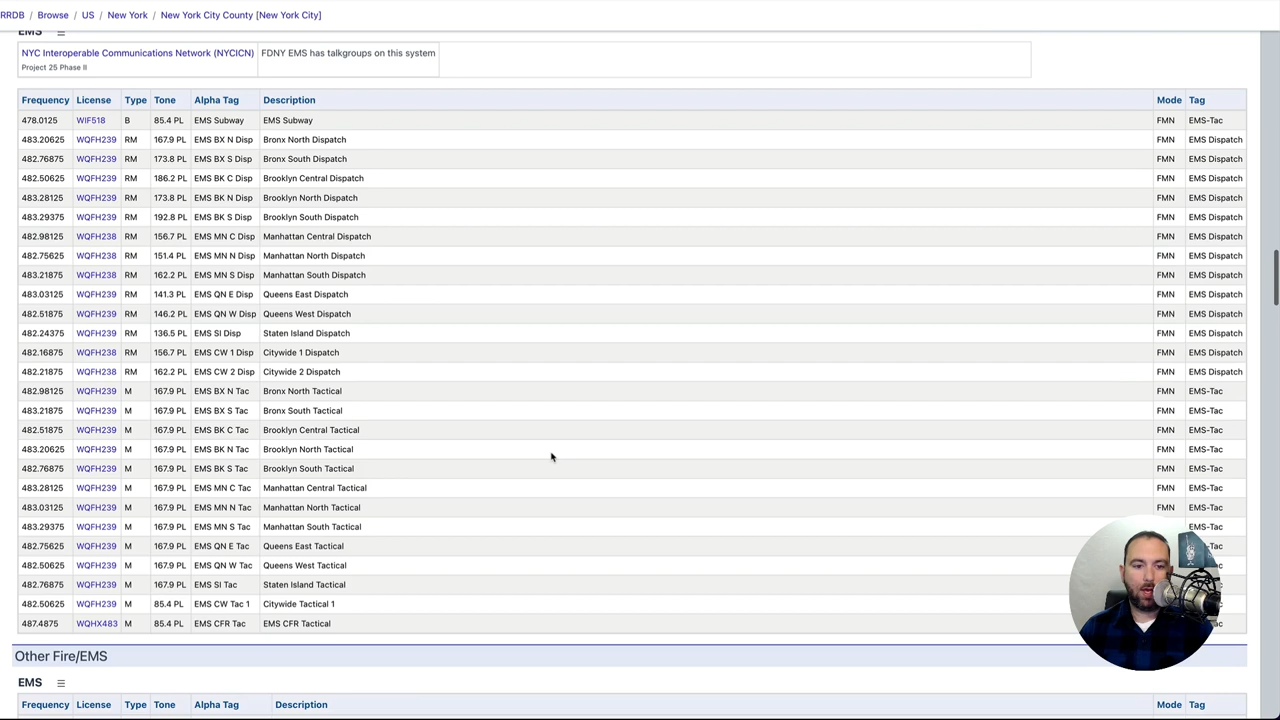 RRDB / Browse / US / New York / New York City County [New York City]
EMS
NYC Interoperable Communications Network (NYCICN) FDNY EMS has talkgroups on this system
Project 25 Phase II
Frequency License Type Tone Alpha Tag Description Mode Tag
478.0125 WIF518 B 85.4 PL EMS Subway EMS Subway FMN EMS-Tac
483.20625 WQFH239 RM 167.9 PL EMS BX N Disp Bronx North Dispatch FMN EMS Dispatch
482.76875 WQFH239 RM 173.8 PL EMS BX S Disp Bronx South Dispatch FMN EMS Dispatch
482.50625 WQFH239 RM 186.2 PL EMS BK C Disp Brooklyn Central Dispatch FMN EMS Dispatch
483.28125 WQFH239 RM 173.8 PL EMS BK N Disp Brooklyn North Dispatch FMN EMS Dispatch
483.29375 WQFH239 RM 192.8 PL EMS BK S Disp Brooklyn South Dispatch FMN EMS Dispatch
482.98125 WQFH238 RM 156.7 PL EMS MN C Disp Manhattan Central Dispatch FMN EMS Dispatch
482.75625 WQFH238 RM 151.4 PL EMS MN N Disp Manhattan North Dispatch FMN EMS Dispatch
483.21875 WQFH238 RM 162.2 PL EMS MN S Disp Manhattan South Dispatch FMN EMS Dispatch
483.03125 WQFH239 RM 141.3 PL EMS QN E Disp Queens East Dispatch FMN EMS Dispatch
482.51875 WQFH239 RM 146.2 PL EMS QN W Disp Queens West Dispatch FMN EMS Dispatch
482.24375 WQFH239 RM 136.5 PL EMS SI Disp Staten Island Dispatch FMN EMS Dispatch
482.16875 WQFH238 RM 156.7 PL EMS CW 1 Disp Citywide 1 Dispatch FMN EMS Dispatch
482.21875 WQFH238 RM 162.2 PL EMS CW 2 Disp Citywide 2 Dispatch FMN EMS Dispatch
482.98125 WQFH239 M 167.9 PL EMS BX N Tac Bronx North Tactical FMN EMS-Tac
483.21875 WQFH239 M 167.9 PL EMS BX S Tac Bronx South Tactical FMN EMS-Tac
482.51875 WQFH239 M 167.9 PL EMS BK C Tac Brooklyn Central Tactical FMN EMS-Tac
483.20625 WQFH239 M 167.9 PL EMS BK N Tac Brooklyn North Tactical FMN EMS-Tac
482.76875 WQFH239 M 167.9 PL EMS BK S Tac Brooklyn South Tactical FMN EMS-Tac
483.28125 WQFH239 M 167.9 PL EMS MN C Tac Manhattan Central Tactical FMN EMS-Tac
483.03125 WQFH239 M 167.9 PL EMS MN N Tac Manhattan North Tactical FMN EMS-Tac
483.29375 WQFH239 M 167.9 PL EMS MN S Tac Manhattan South Tactical EMS-Tac
482.75625 WQFH239 M 167.9 PL EMS QN E Tac Queens East Tactical Tac
482.50625 WQFH239 M 167.9 PL EMS QN W Tac Queens West Tactical
482.76875 WQFH239 M 167.9 PL EMS SI Tac Staten Island Tactical
482.50625 WQFH239 M 85.4 PL EMS CW Tac 1 Citywide Tactical 1
487.4875 WQHX483 M 85.4 PL EMS CFR Tac EMS CFR Tactical
Other Fire/EMS
EMS
Frequency License Type Tone Alpha Tag Description Mode Tag